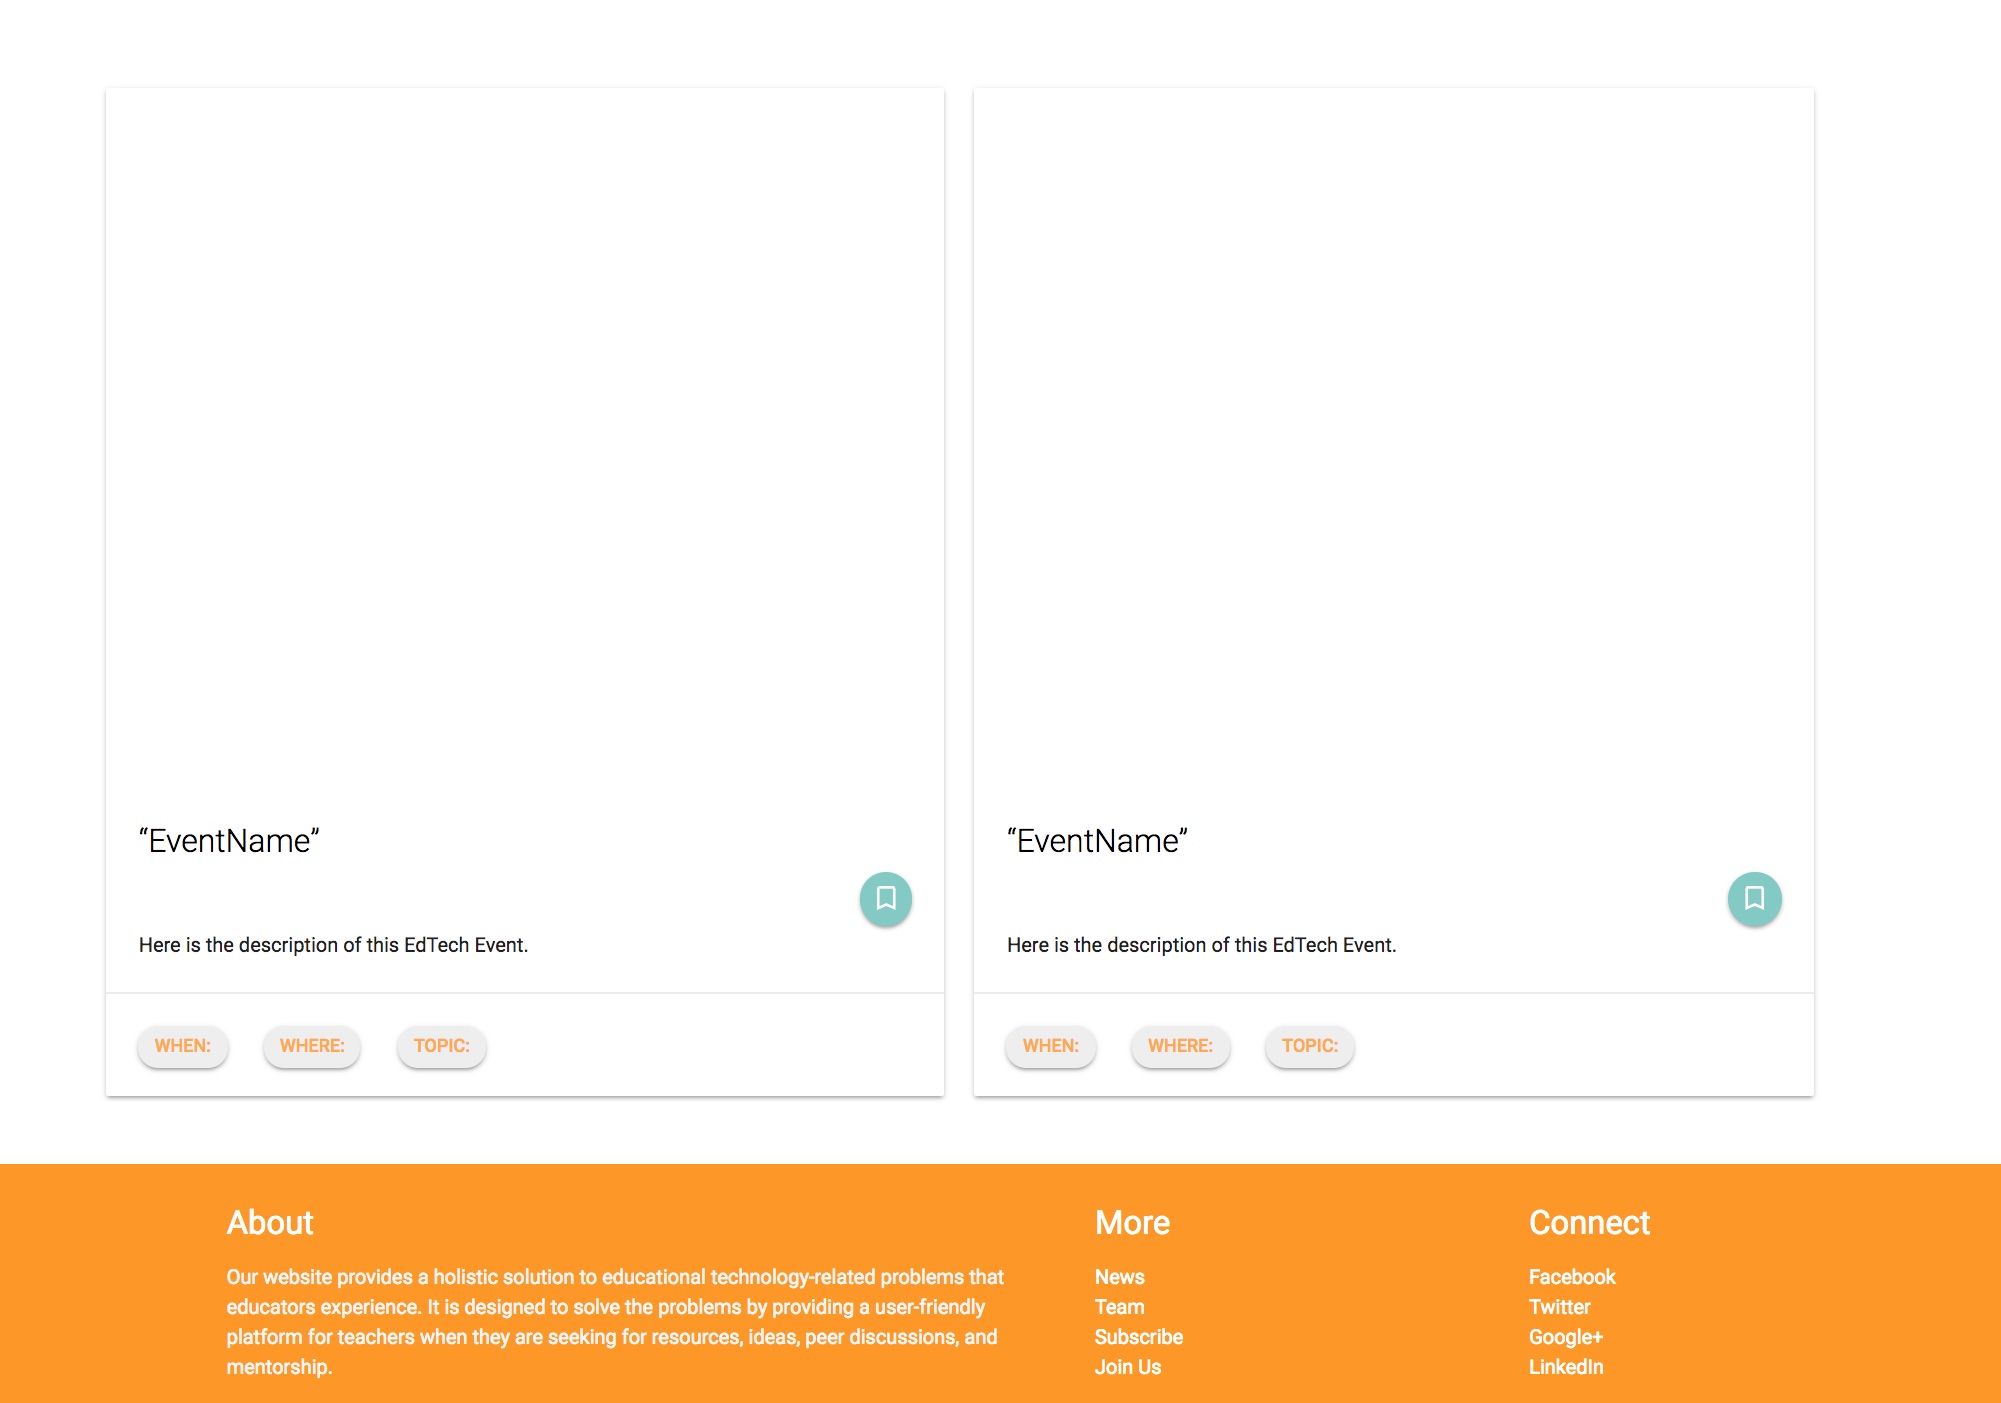 “EventName”
Here is the description of this EdTech Event.
WHEN: WHERE: TOPIC:
“EventName”
Here is the description of this EdTech Event.
WHEN: WHERE: TOPIC:
About
Our website provides a holistic solution to educational technology-related problems that
educators experience. It is designed to solve the problems by providing a user-friendly
platform for teachers when they are seeking for resources, ideas, peer discussions, and
mentorship.
More
News
Team
Subscribe
Join Us
Connect
Facebook
Twitter
Google+
LinkedIn